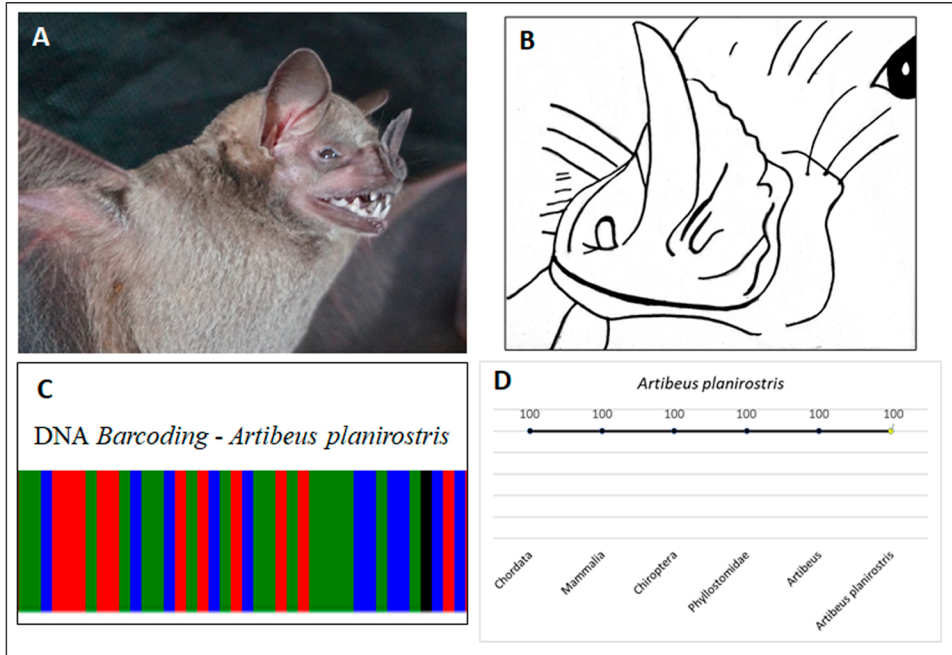 A
B
C
DNA Barcoding - Artibeus planirostris
D
Artibeus planirostris
100 100 100 100 100 100
Chordata
Mammalia
Chiroptera
Phyllostomidae
Artibeus
Artibeus planirostris